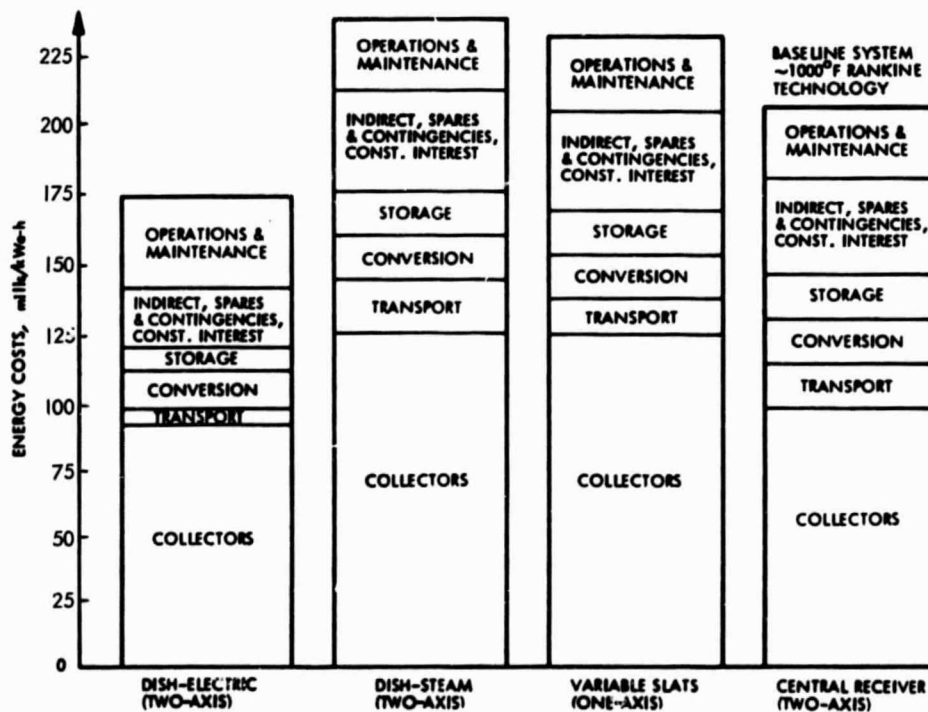 ENERGY COSTS, mills/kWe-h
225
200
175
150
125
100
75
50
25
0
OPERATIONS &
MAINTENANCE
INDIRECT, SPARES
& CONTINGENCIES,
CONST. INTEREST
STORAGE
CONVERSION
TRANSPORT
COLLECTORS
DISH-ELECTRIC
(TWO-AXIS)
OPERATIONS &
MAINTENANCE
INDIRECT, SPARES
& CONTINGENCIES,
CONST. INTEREST
STORAGE
CONVERSION
TRANSPORT
COLLECTORS
DISH-STEAM
(TWO-AXIS)
OPERATIONS &
MAINTENANCE
INDIRECT, SPARES
& CONTINGENCIES,
CONST. INTEREST
STORAGE
CONVERSION
TRANSPORT
COLLECTORS
VARIABLE SLATS
(ONE-AXIS)
BASELINE SYSTEM
~1000°F RANKINE
TECHNOLOGY
OPERATIONS &
MAINTENANCE
INDIRECT, SPARES
& CONTINGENCIES,
CONST. INTEREST
STORAGE
CONVERSION
TRANSPORT
COLLECTORS
CENTRAL RECEIVER
(TWO-AXIS)